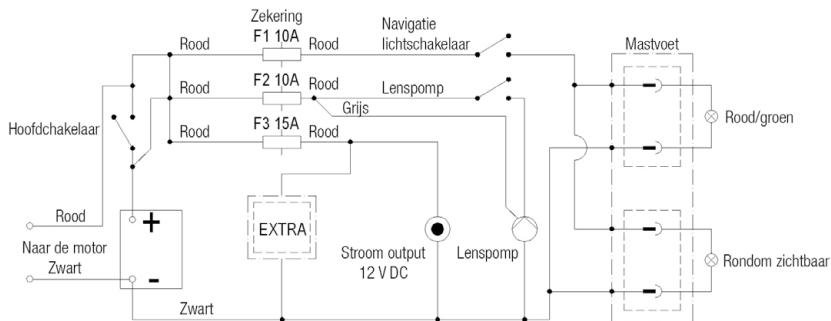 Zekering
F1 10A
Rood
Rood
Navigatie
lichtschakelaar
Mastvoet
F2 10A
Rood
Rood
Lenspomp
Grijs
Hoofdchakelaar
F3 15A
Rood
Rood
Rood/groen
Rood
+
EXTRA
Naar de motor
Stroom output
12 V DC
Lenspomp
Rondom zichtbaar
Zwart
-
Zwart